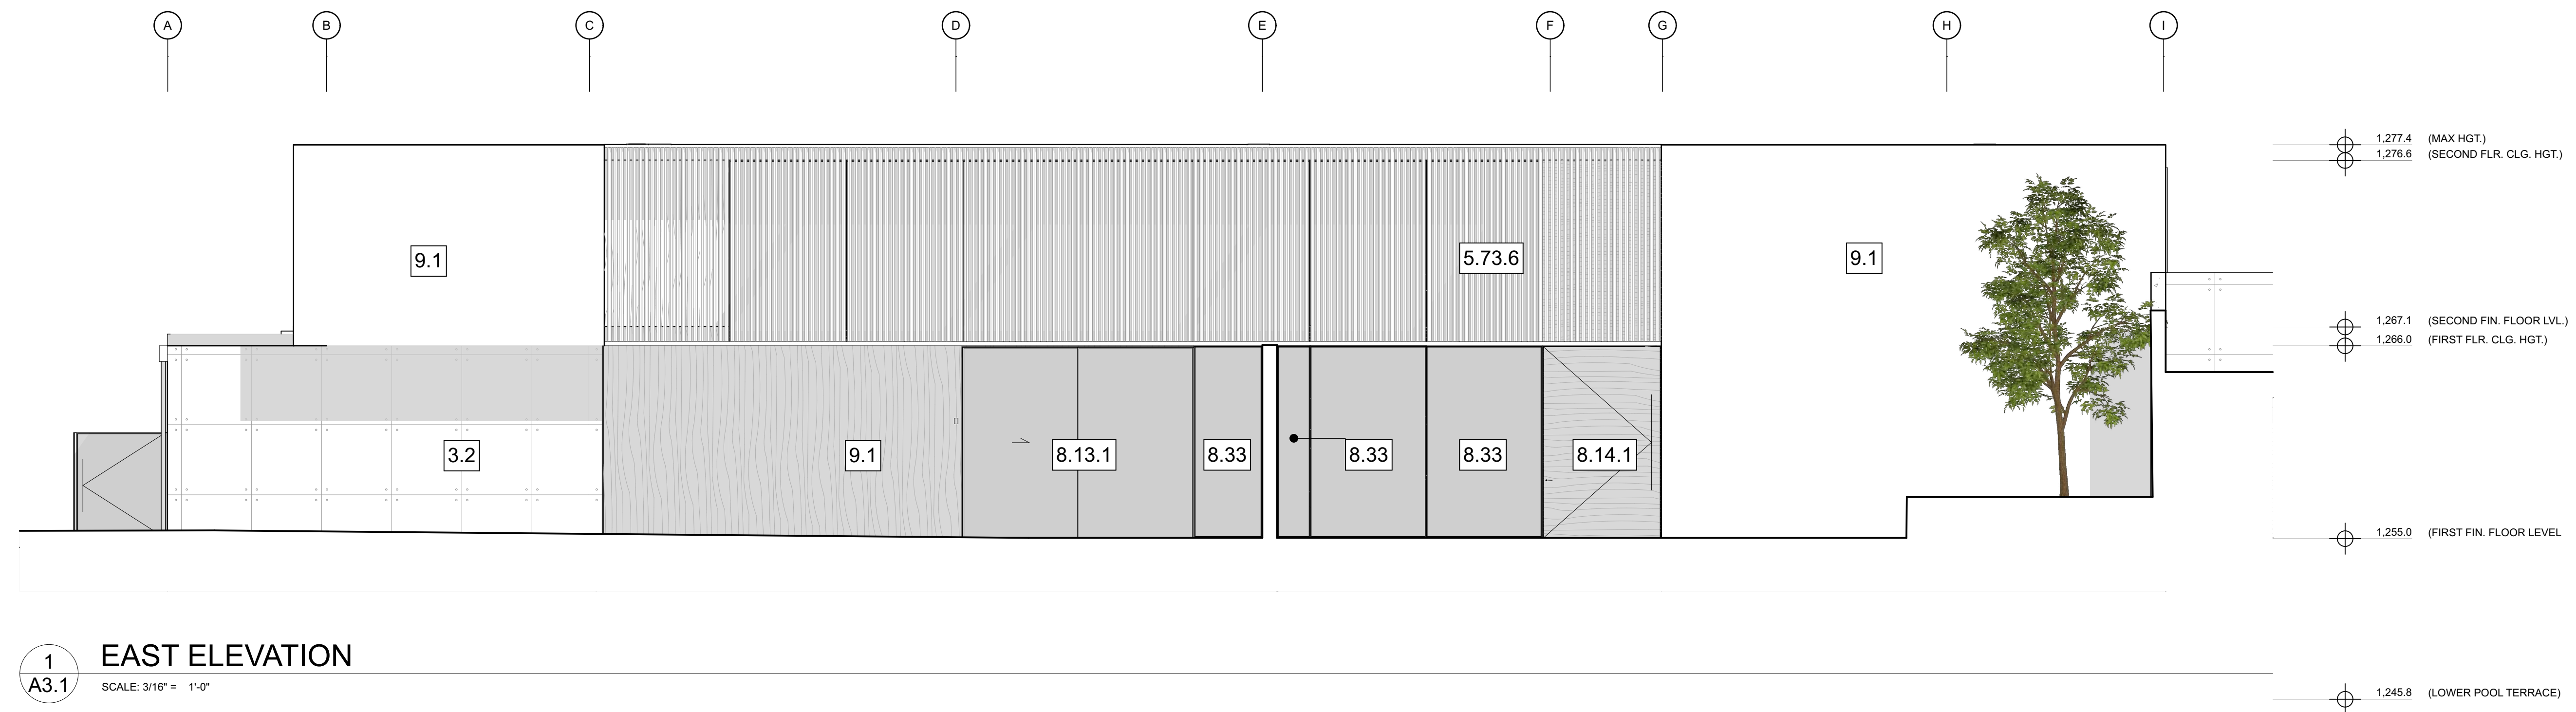 A B C D E F G H I
1,277.4 (MAX HGT.)
1,276.6 (SECOND FLR. CLG. HGT.)
9.1 5.73.6 9.1
1,267.1 (SECOND FIN. FLOOR LVL.)
1,266.0 (FIRST FLR. CLG. HGT.)
3.2 9.1 8.13.1 8.33 8.33 8.33 8.14.1
1,255.0 (FIRST FIN. FLOOR LEVEL
1 EAST ELEVATION
A3.1 SCALE: 3/16" = 1'-0"
1,245.8 (LOWER POOL TERRACE)